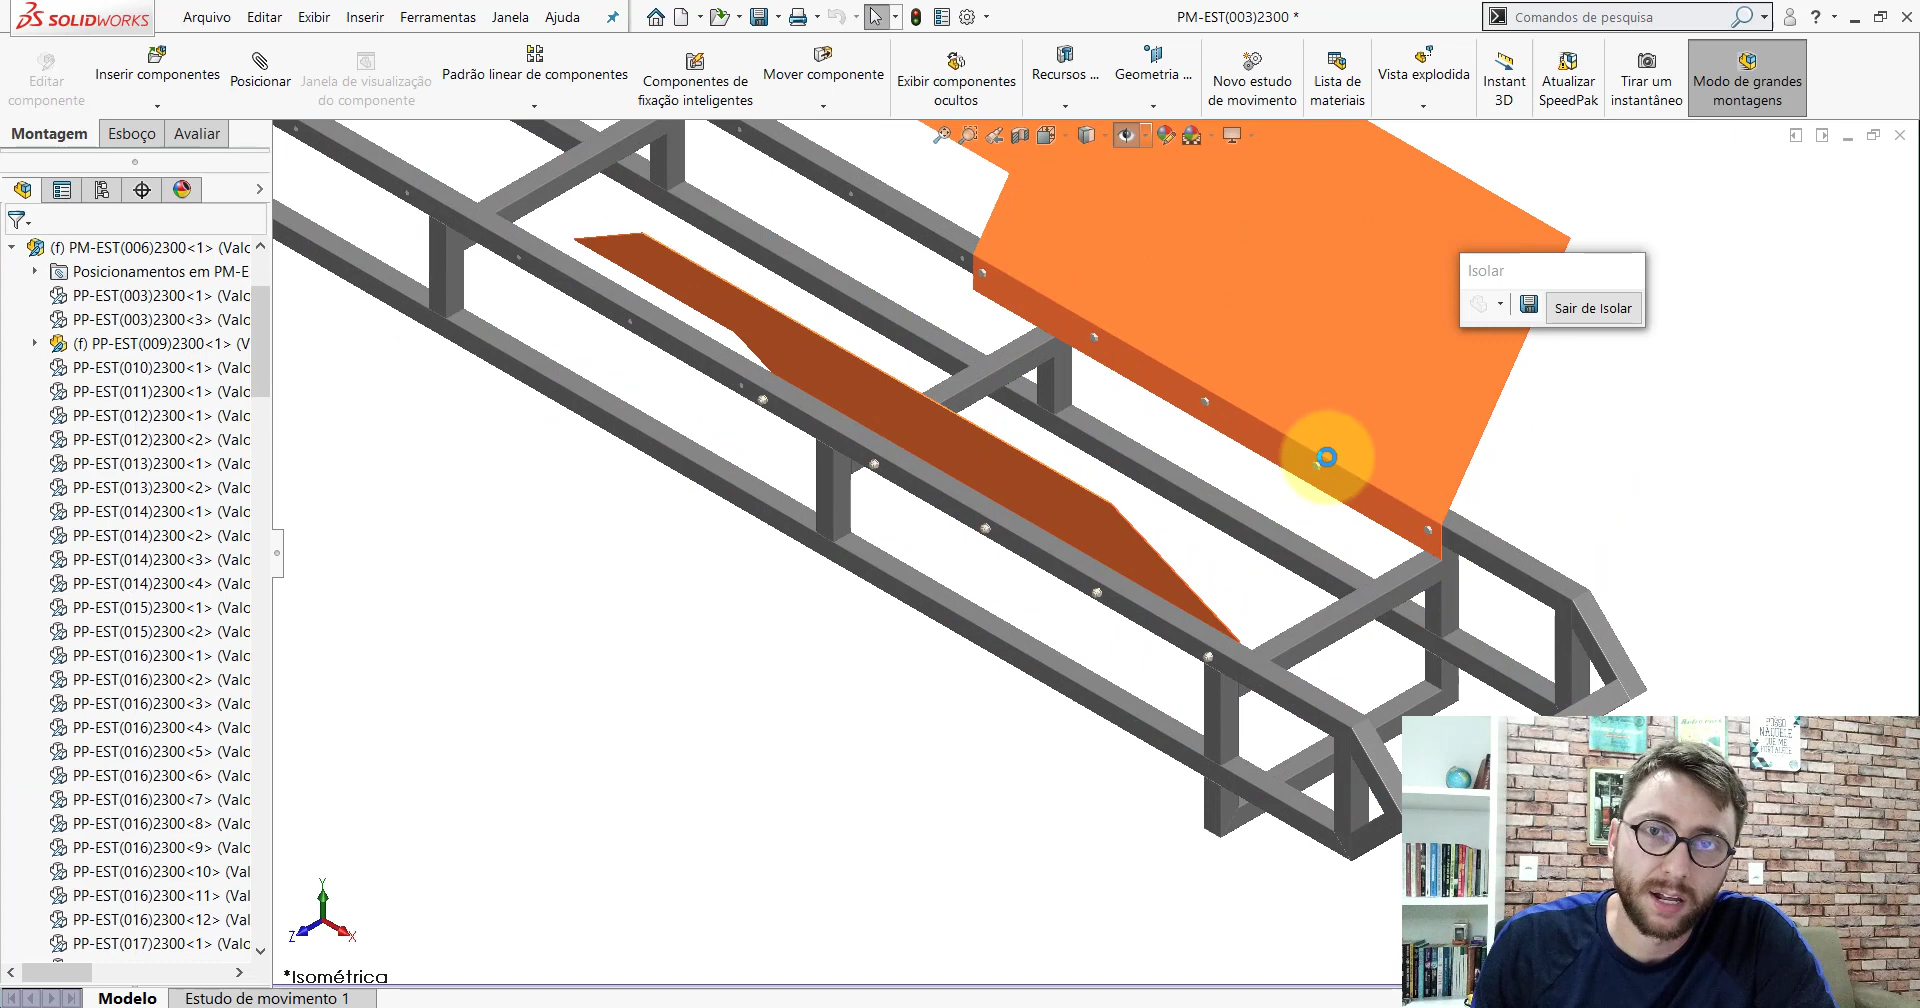 SOLIDWORKS
Arquivo
Editar
Exibir
Inserir
Ferramentas
Janela
Ajuda
PM-EST(003)2300 *
Comandos de pesquisa
Editar
componente
Inserir componentes
Posicionar
Janela de visualização
do componente
Padrão linear de componentes
Componentes de
fixação inteligentes
Mover componente
Exibir componentes
ocultos
Recursos ...
Geometria ...
Novo estudo
de movimento
Lista de
materiais
Vista explodida
Instant
3D
Atualizar
SpeedPak
Tirar um
instantâneo
Modo de grandes
montagens
Montagem
Esboço
Avaliar
(f) PM-EST(006)2300<1> (Valc
Posicionamentos em PM-E
PP-EST(003)2300<1> (Valc
PP-EST(003)2300<3> (Valc
(f) PP-EST(009)2300<1> (V
PP-EST(010)2300<1> (Valc
PP-EST(011)2300<1> (Valc
PP-EST(012)2300<1> (Valc
PP-EST(012)2300<2> (Valc
PP-EST(013)2300<1> (Valc
PP-EST(013)2300<2> (Valc
PP-EST(014)2300<1> (Valc
PP-EST(014)2300<2> (Valc
PP-EST(014)2300<3> (Valc
PP-EST(014)2300<4> (Valc
PP-EST(015)2300<1> (Valc
PP-EST(015)2300<2> (Valc
PP-EST(016)2300<1> (Valc
PP-EST(016)2300<2> (Valc
PP-EST(016)2300<3> (Valc
PP-EST(016)2300<4> (Valc
PP-EST(016)2300<5> (Valc
PP-EST(016)2300<6> (Valc
PP-EST(016)2300<7> (Valc
PP-EST(016)2300<8> (Valc
PP-EST(016)2300<9> (Valc
PP-EST(016)2300<10> (Val
PP-EST(016)2300<11> (Val
PP-EST(016)2300<12> (Val
PP-EST(017)2300<1> (Valc
Isolar
Sair de Isolar
POSSO
NAQUELE
QUE ME
FORTALECE
Y
Z
X
*Isométrica
Modelo
Estudo de movimento 1